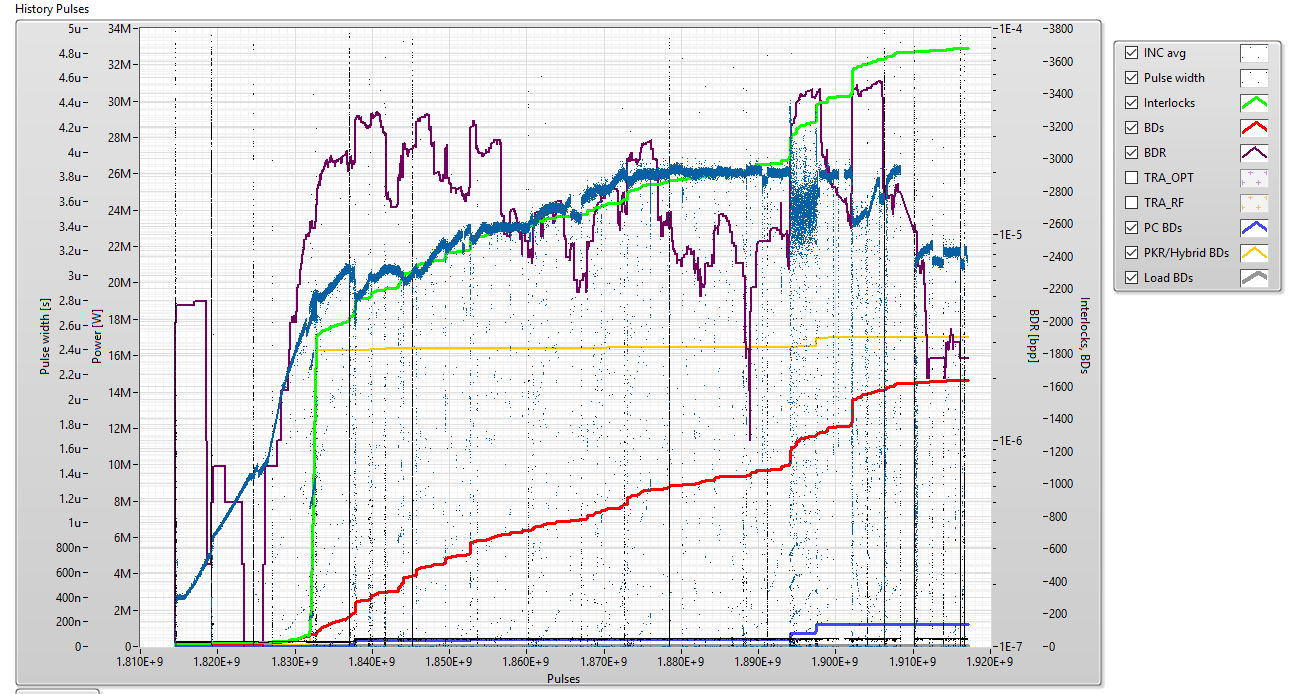 History Pulses
5u
4.8u
4.6u
4.4u
4.2u
4u
3.8u
3.6u
3.4u
3.2u
3u
2.8u
2.6u
2.4u
2.2u
2u
1.8u
1.6u
1.4u
1.2u
1u
800n
600n
400n
200n
0
Pulse width [s]
34M
32M
30M
28M
26M
24M
22M
20M
18M
16M
14M
12M
10M
8M
6M
4M
2M
0
Power [W]
1.810E+9 1.820E+9 1.830E+9 1.840E+9 1.850E+9 1.860E+9 1.870E+9 1.880E+9 1.890E+9 1.900E+9 1.910E+9 1.920E+9
Pulses
1E-4
1E-5
1E-6
1E-7
BDR [bpp]
3800
3600
3400
3200
3000
2800
2600
2400
2200
2000
1800
1600
1400
1200
1000
800
600
400
200
0
Interlocks, BDs
INC avg
Pulse width
Interlocks
BDs
BDR
TRA_OPT
TRA_RF
PC BDs
PKR/Hybrid BDs
Load BDs